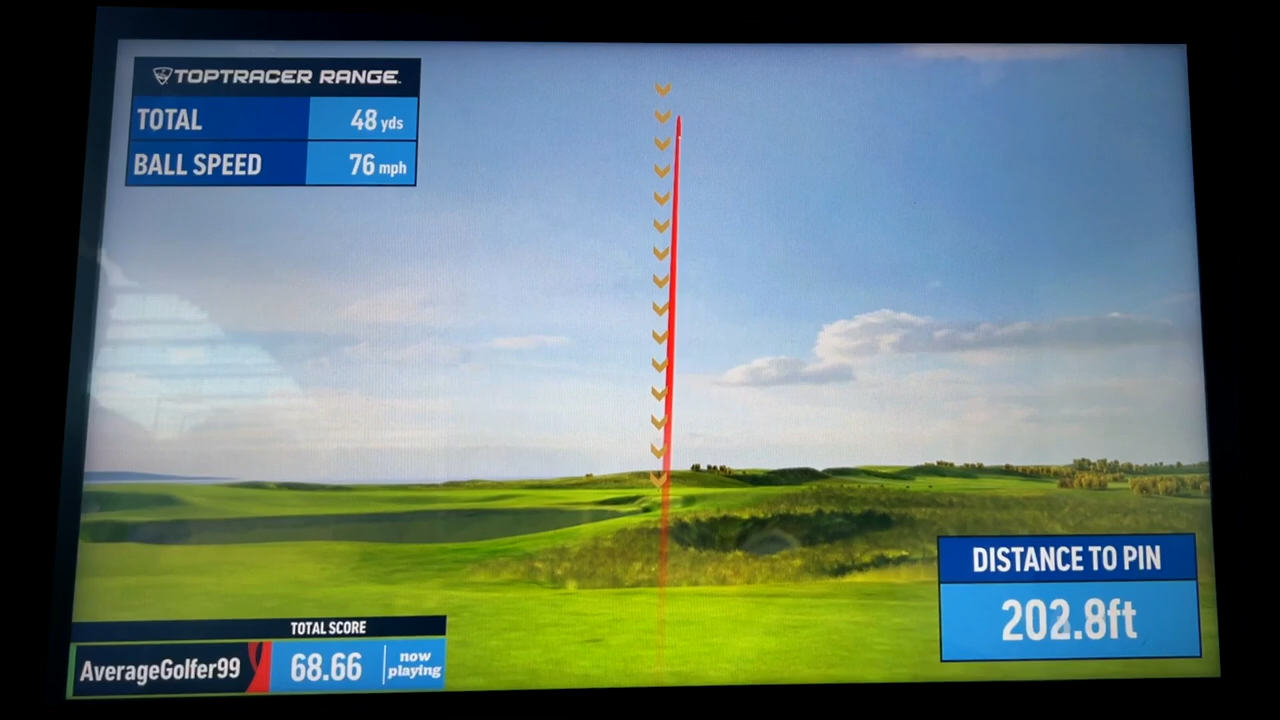 TOPTRACER RANGE
TOTAL 48 yds
BALL SPEED 76 mph
DISTANCE TO PIN
202.8ft
TOTAL SCORE
AverageGolfer99 68.66 now playing